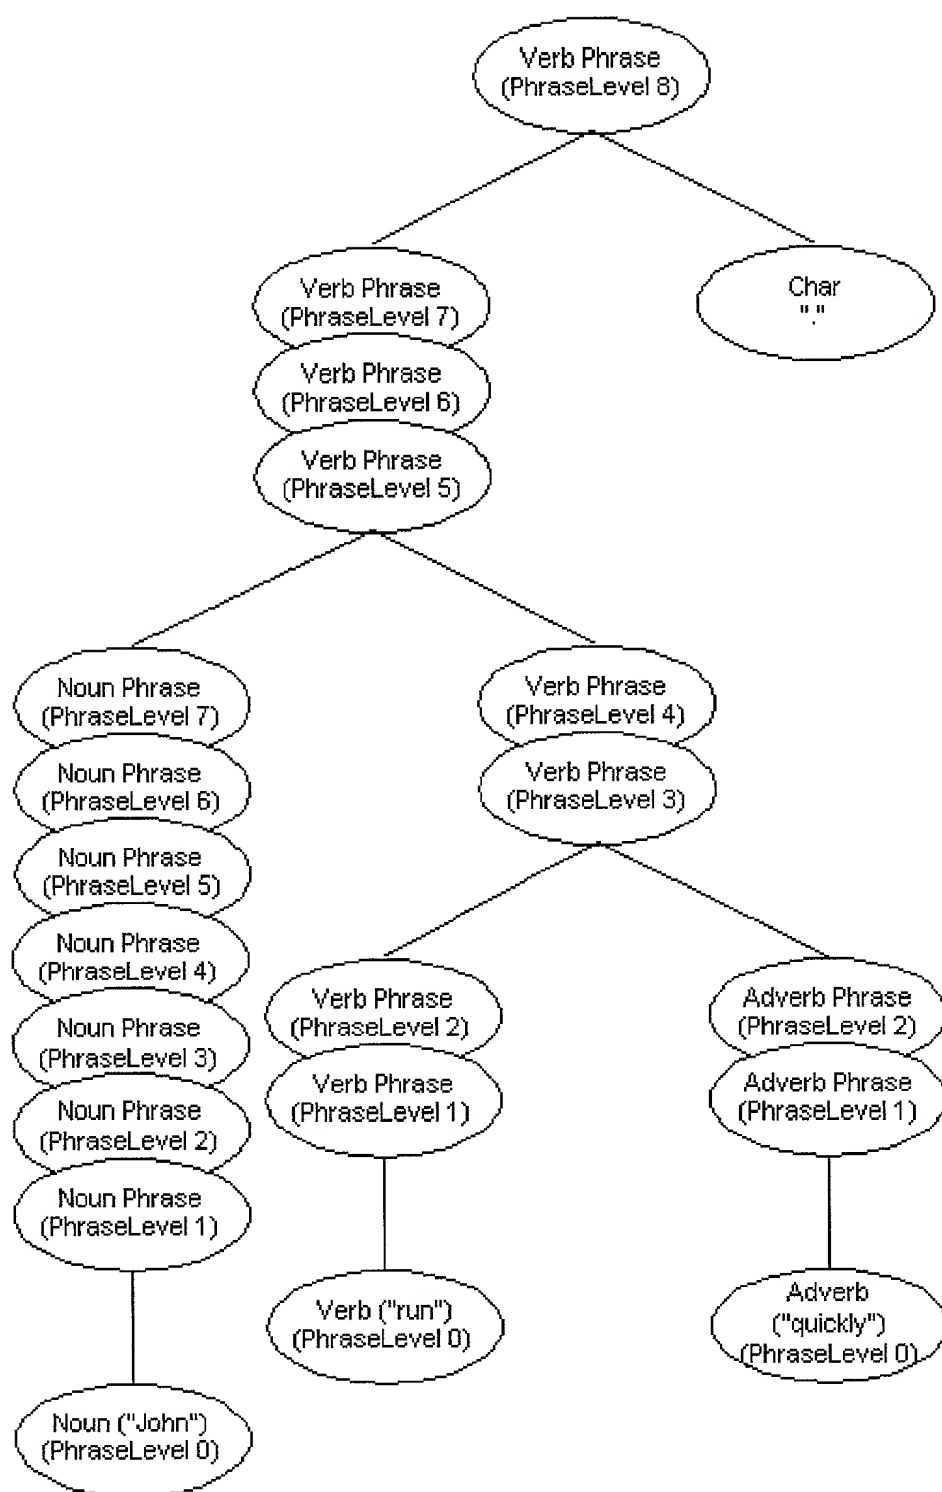 Verb Phrase
(PhraseLevel 8)
Verb Phrase
(PhraseLevel 7)
Char
"."
Verb Phrase
(PhraseLevel 6)
Verb Phrase
(PhraseLevel 5)
Noun Phrase
(PhraseLevel 7)
Noun Phrase
(PhraseLevel 6)
Noun Phrase
(PhraseLevel 5)
Noun Phrase
(PhraseLevel 4)
Noun Phrase
(PhraseLevel 3)
Noun Phrase
(PhraseLevel 2)
Noun Phrase
(PhraseLevel 1)
Noun ("John")
(PhraseLevel 0)
Verb Phrase
(PhraseLevel 4)
Verb Phrase
(PhraseLevel 3)
Verb Phrase
(PhraseLevel 2)
Verb Phrase
(PhraseLevel 1)
Verb ("run")
(PhraseLevel 0)
Adverb Phrase
(PhraseLevel 2)
Adverb Phrase
(PhraseLevel 1)
Adverb
("quickly")
(PhraseLevel 0)